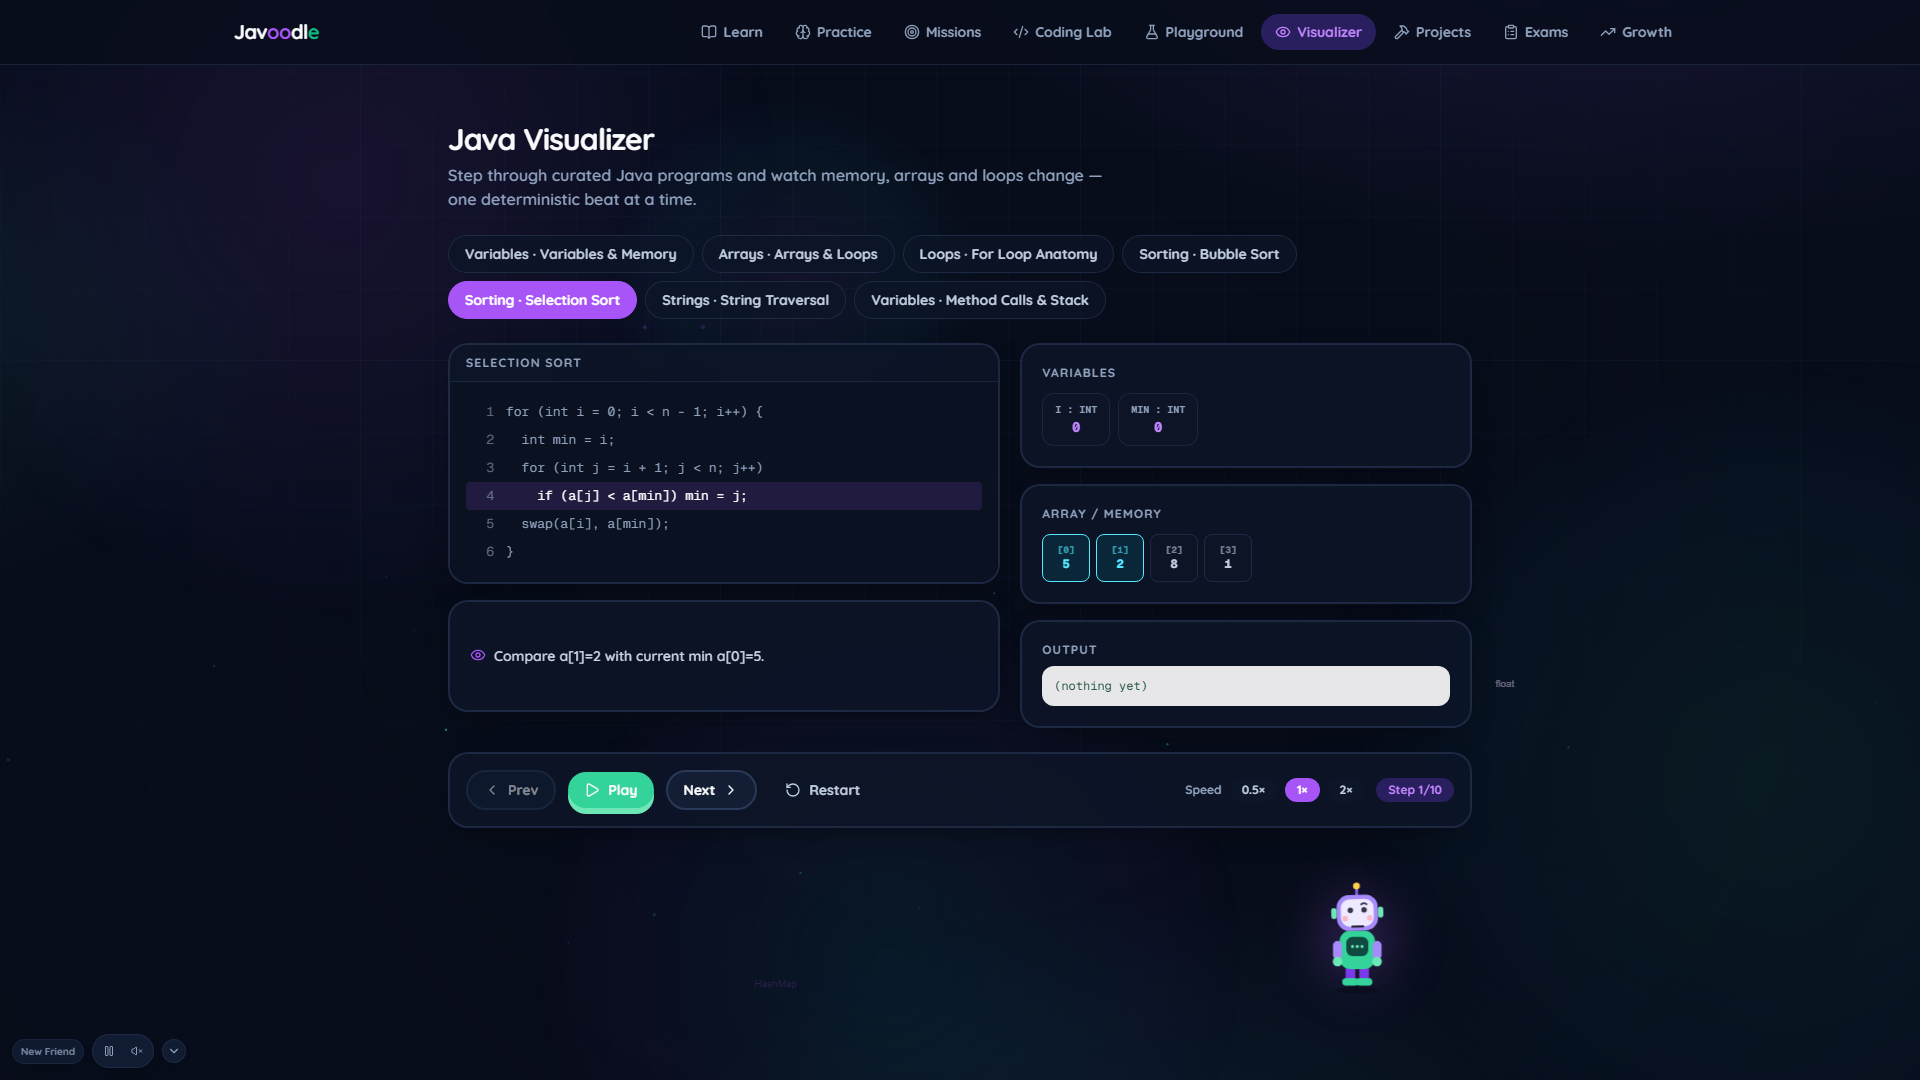 Javoodle
Learn
Practice
Missions
Coding Lab
Playground
Visualizer
Projects
Exams
Growth
Java Visualizer
Step through curated Java programs and watch memory, arrays and loops change —
one deterministic beat at a time.
Variables · Variables & Memory
Arrays · Arrays & Loops
Loops · For Loop Anatomy
Sorting · Bubble Sort
Sorting · Selection Sort
Strings · String Traversal
Variables · Method Calls & Stack
SELECTION SORT
1 for (int i = 0; i < n - 1; i++) {
2 int min = i;
3 for (int j = i + 1; j < n; j++)
4 if (a[j] < a[min]) min = j;
5 swap(a[i], a[min]);
6 }
Compare a[1]=2 with current min a[0]=5.
VARIABLES
I : INT
0
MIN : INT
0
ARRAY / MEMORY
[0]
5
[1]
2
[2]
8
[3]
1
OUTPUT
(nothing yet)
float
Prev
Play
Next
Restart
Speed
0.5×
1×
2×
Step 1/10
HashMap
New Friend